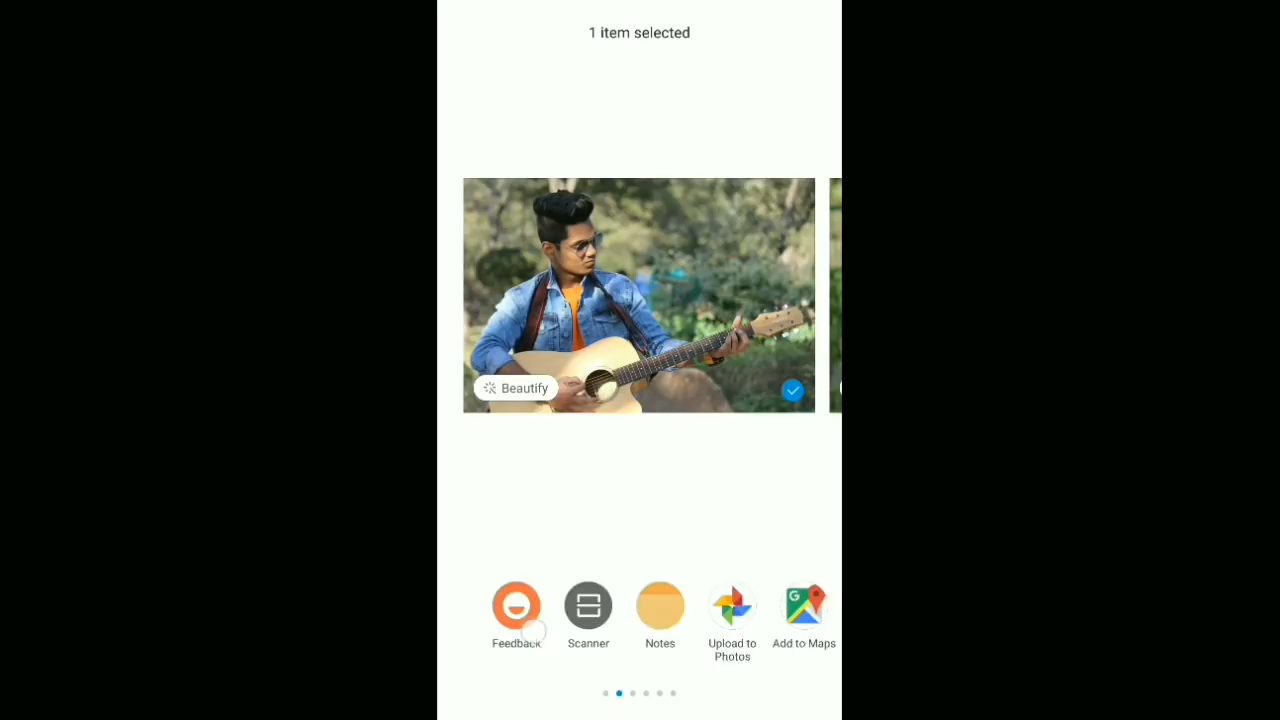 1 item selected
Beautify
Feedback
Scanner
Notes
Upload to
Photos
Add to Maps
G